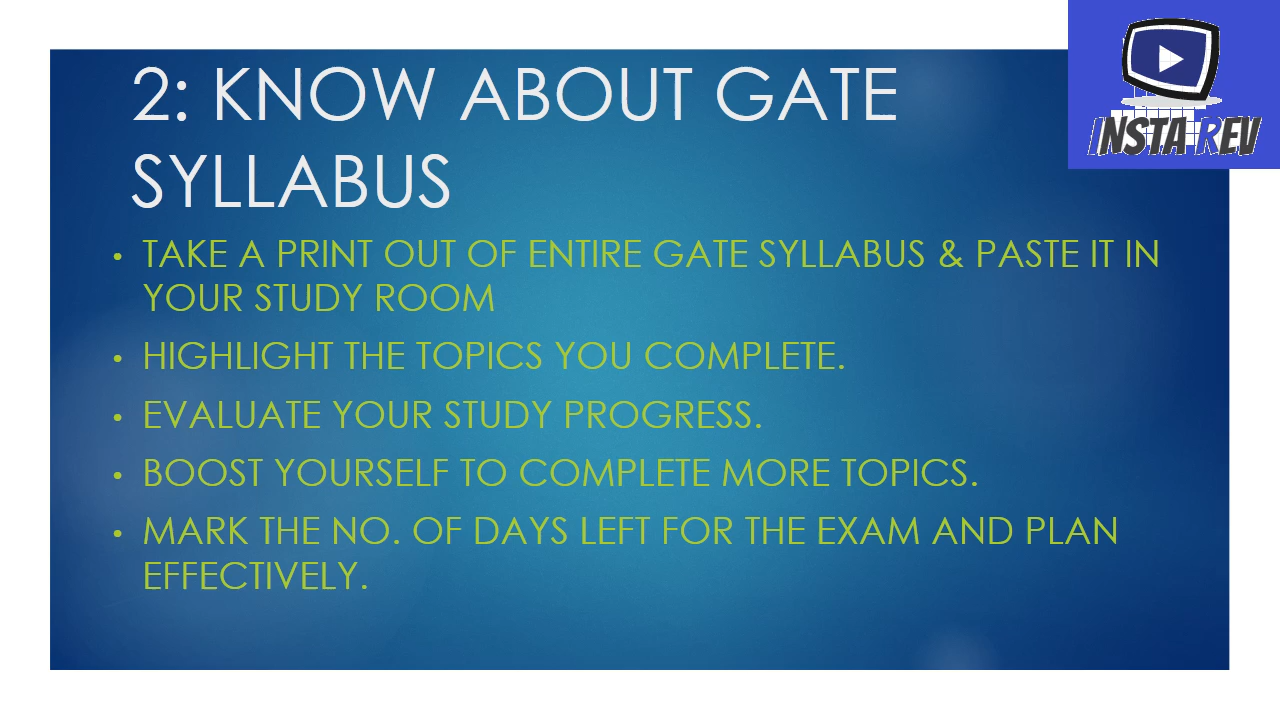 2: KNOW ABOUT GATE
SYLLABUS
• TAKE A PRINT OUT OF ENTIRE GATE SYLLABUS & PASTE IT IN
YOUR STUDY ROOM
• HIGHLIGHT THE TOPICS YOU COMPLETE.
• EVALUATE YOUR STUDY PROGRESS.
• BOOST YOURSELF TO COMPLETE MORE TOPICS.
• MARK THE NO. OF DAYS LEFT FOR THE EXAM AND PLAN
EFFECTIVELY.
INSTA REV